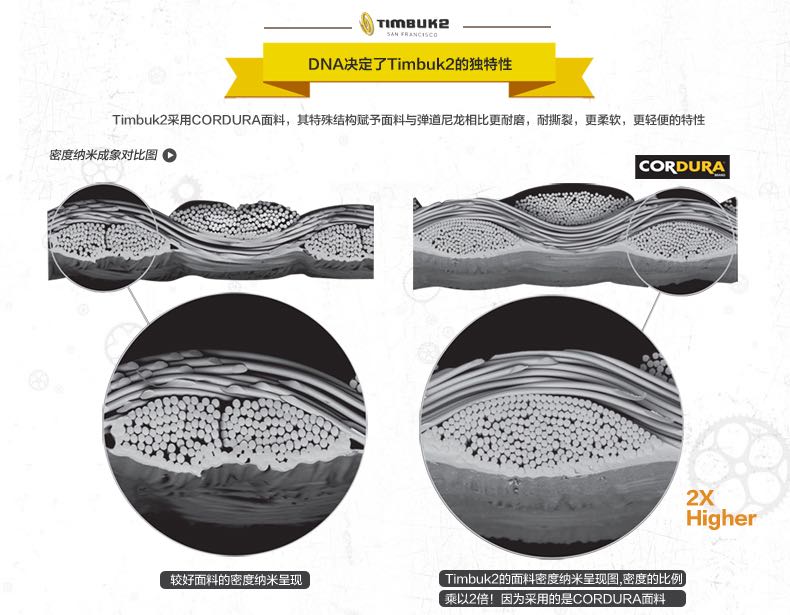 TIMBUK2
SAN FRANCISCO
DNA决定了Timbuk2的独特性
Timbuk2采用CORDURA面料，其特殊结构赋予面料与弹道尼龙相比更耐磨，耐撕裂，更柔软，更轻便的特性
密度纳米成象对比图
CORDURA
BRAND
2X
Higher
较好面料的密度纳米呈现
Timbuk2的面料密度纳米呈现图,密度的比例
乘以2倍！因为采用的是CORDURA面料